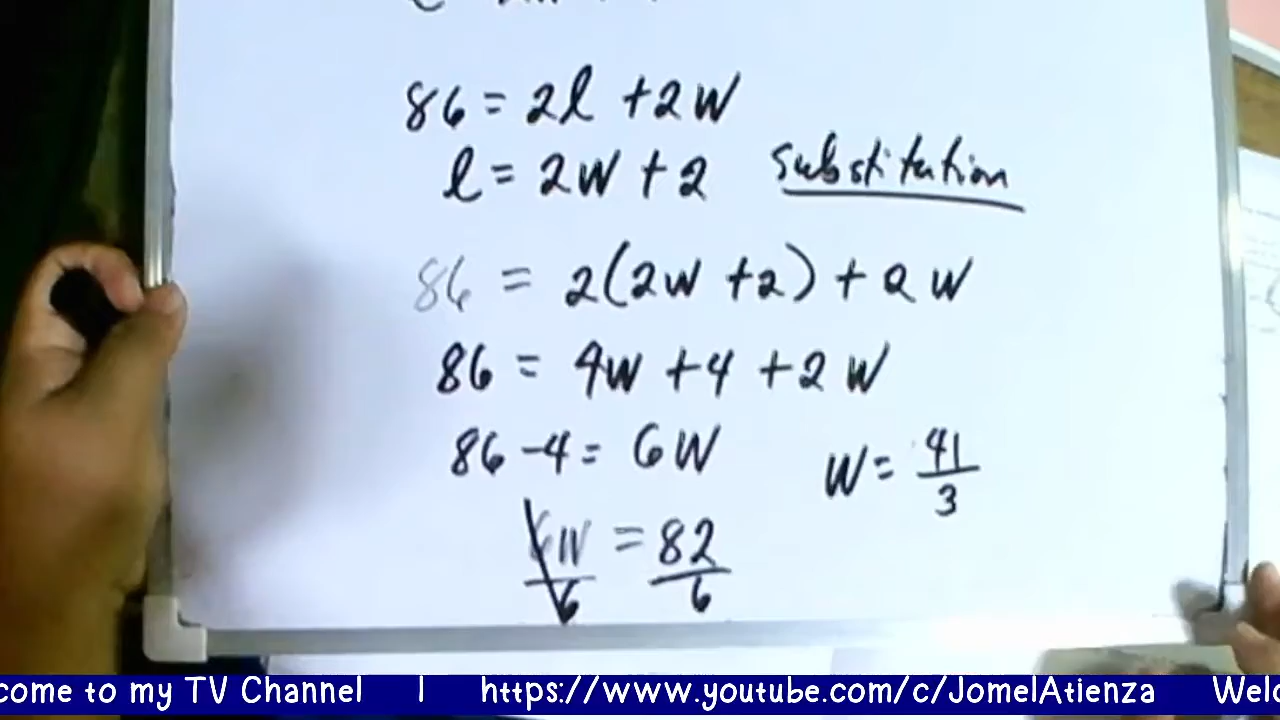 86 = 2l + 2W
l = 2W + 2 substitution
86 = 2(2W + 2) + 2W
86 = 4W + 4 + 2W
86 - 4 = 6W
W = 41/3
6W/6 = 82/6
come to my TV Channel | https://www.youtube.com/c/JomelAtienza Welc